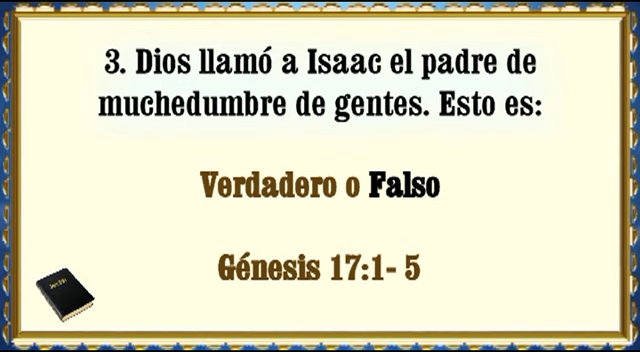 3. Dios llamó a Isaac el padre de
muchedumbre de gentes. Esto es:
Verdadero o Falso
Génesis 17:1- 5